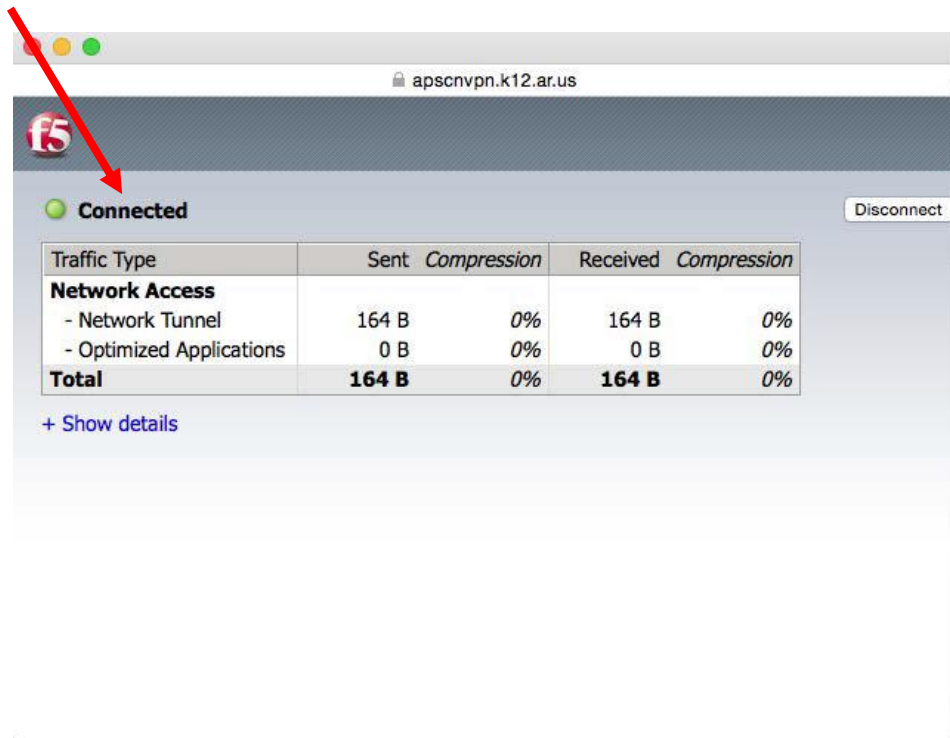 apscnvpn.k12.ar.us
f5
Connected
Disconnect
Traffic Type Sent Compression Received Compression
Network Access
- Network Tunnel 164 B 0% 164 B 0%
- Optimized Applications 0 B 0% 0 B 0%
Total 164 B 0% 164 B 0%
+ Show details